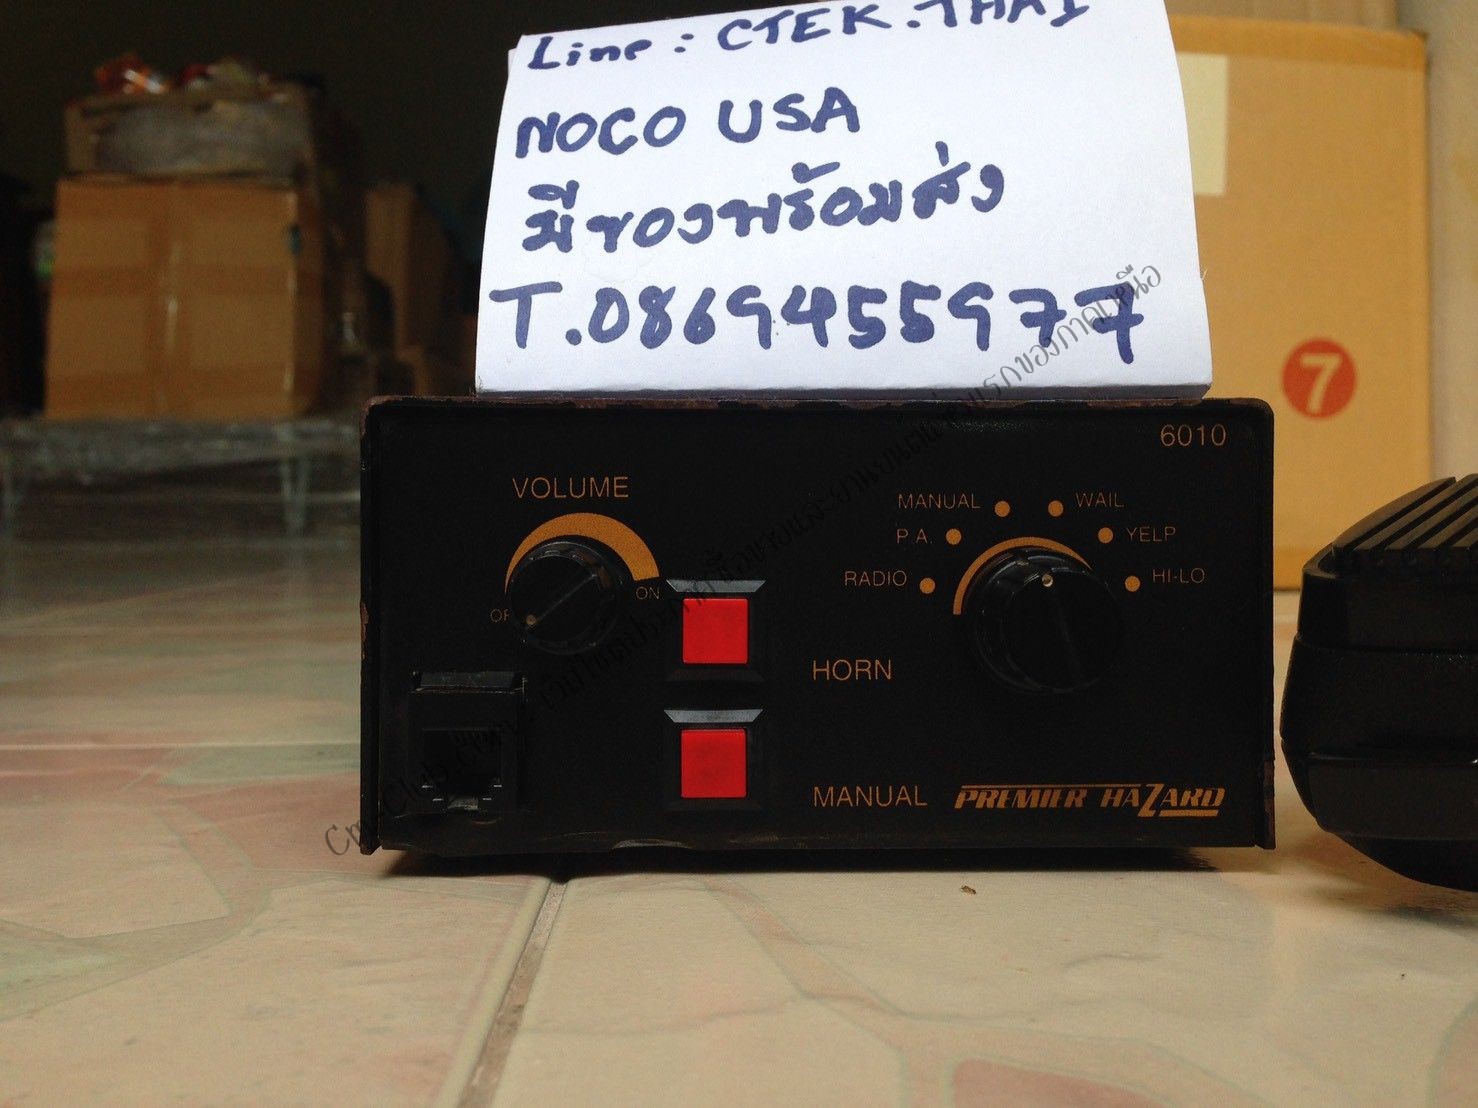 Line : CTEK.THAI
NOCO USA
มีของพร้อมส่ง
T.0869455977
7
6010
VOLUME
OFF
ON
MANUAL
WAIL
P.A.
YELP
RADIO
HI-LO
HORN
MANUAL
PREMIER HAZARD